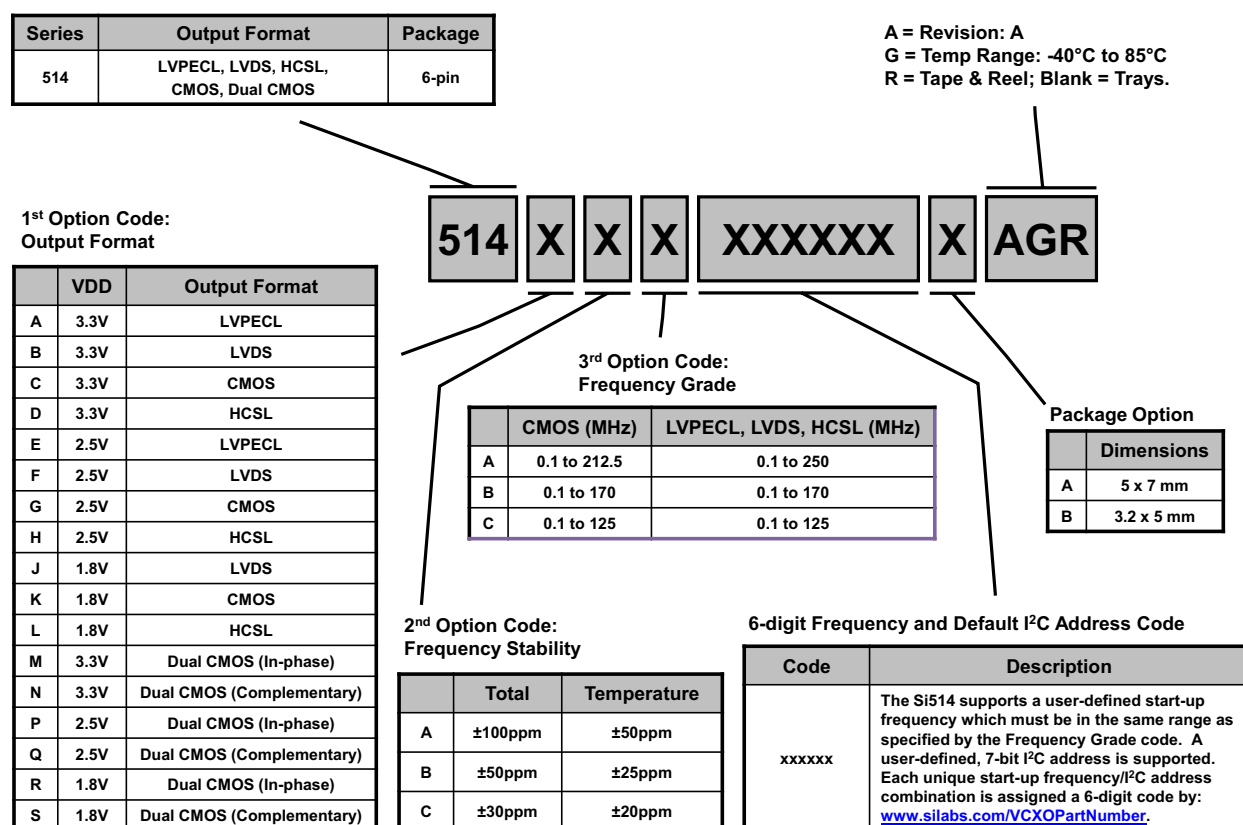 Series Output Format Package
514 LVPECL, LVDS, HCSL, CMOS, Dual CMOS 6-pin
A = Revision: A
G = Temp Range: -40°C to 85°C
R = Tape & Reel; Blank = Trays.
514 X X X XXXXXX X AGR
1st Option Code:
Output Format
VDD Output Format
A 3.3V LVPECL
B 3.3V LVDS
C 3.3V CMOS
D 3.3V HCSL
E 2.5V LVPECL
F 2.5V LVDS
G 2.5V CMOS
H 2.5V HCSL
J 1.8V LVDS
K 1.8V CMOS
L 1.8V HCSL
M 3.3V Dual CMOS (In-phase)
N 3.3V Dual CMOS (Complementary)
P 2.5V Dual CMOS (In-phase)
Q 2.5V Dual CMOS (Complementary)
R 1.8V Dual CMOS (In-phase)
S 1.8V Dual CMOS (Complementary)
3rd Option Code:
Frequency Grade
CMOS (MHz) LVPECL, LVDS, HCSL (MHz)
A 0.1 to 212.5 0.1 to 250
B 0.1 to 170 0.1 to 170
C 0.1 to 125 0.1 to 125
Package Option
Dimensions
A 5 x 7 mm
B 3.2 x 5 mm
2nd Option Code:
Frequency Stability
Total Temperature
A ±100ppm ±50ppm
B ±50ppm ±25ppm
C ±30ppm ±20ppm
6-digit Frequency and Default I²C Address Code
Code Description
xxxxxx
The Si514 supports a user-defined start-up
frequency which must be in the same range as
specified by the Frequency Grade code. A
user-defined, 7-bit I²C address is supported.
Each unique start-up frequency/I²C address
combination is assigned a 6-digit code by:
www.silabs.com/VCXOPartNumber.